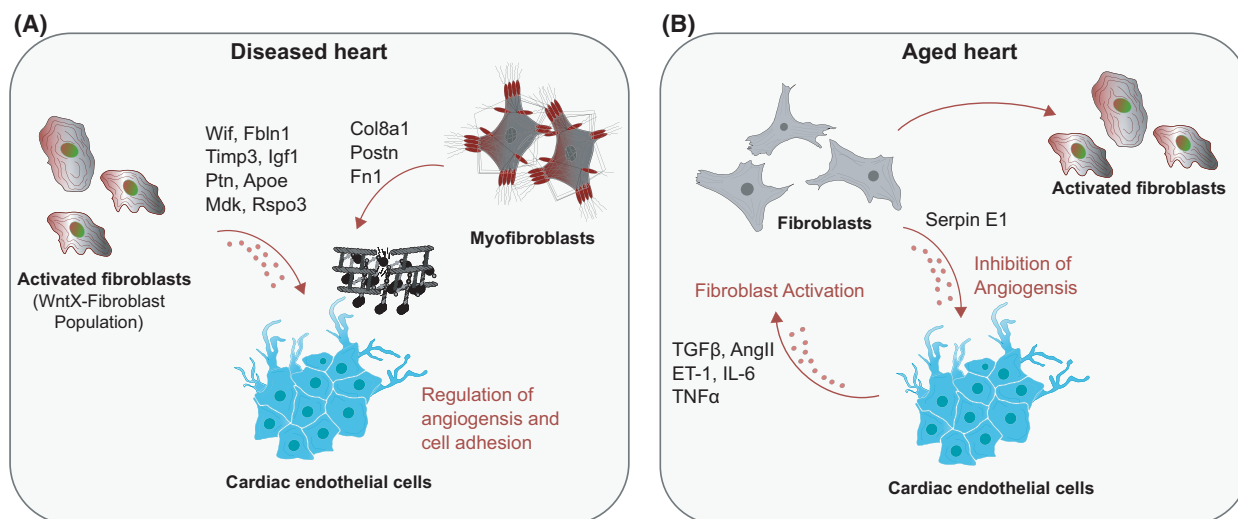 (A)
Diseased heart
Wif, Fbln1
Timp3, Igf1
Ptn, Apoe
Mdk, Rspo3
Col8a1
Postn
Fn1
Myofibroblasts
Activated fibroblasts
(WntX-Fibroblast
Population)
Regulation of
angiogensis and
cell adhesion
Cardiac endothelial cells
(B)
Aged heart
Activated fibroblasts
Fibroblasts
Serpin E1
Inhibition of
Angiogensis
Fibroblast Activation
TGFβ, AngII
ET-1, IL-6
TNFα
Cardiac endothelial cells